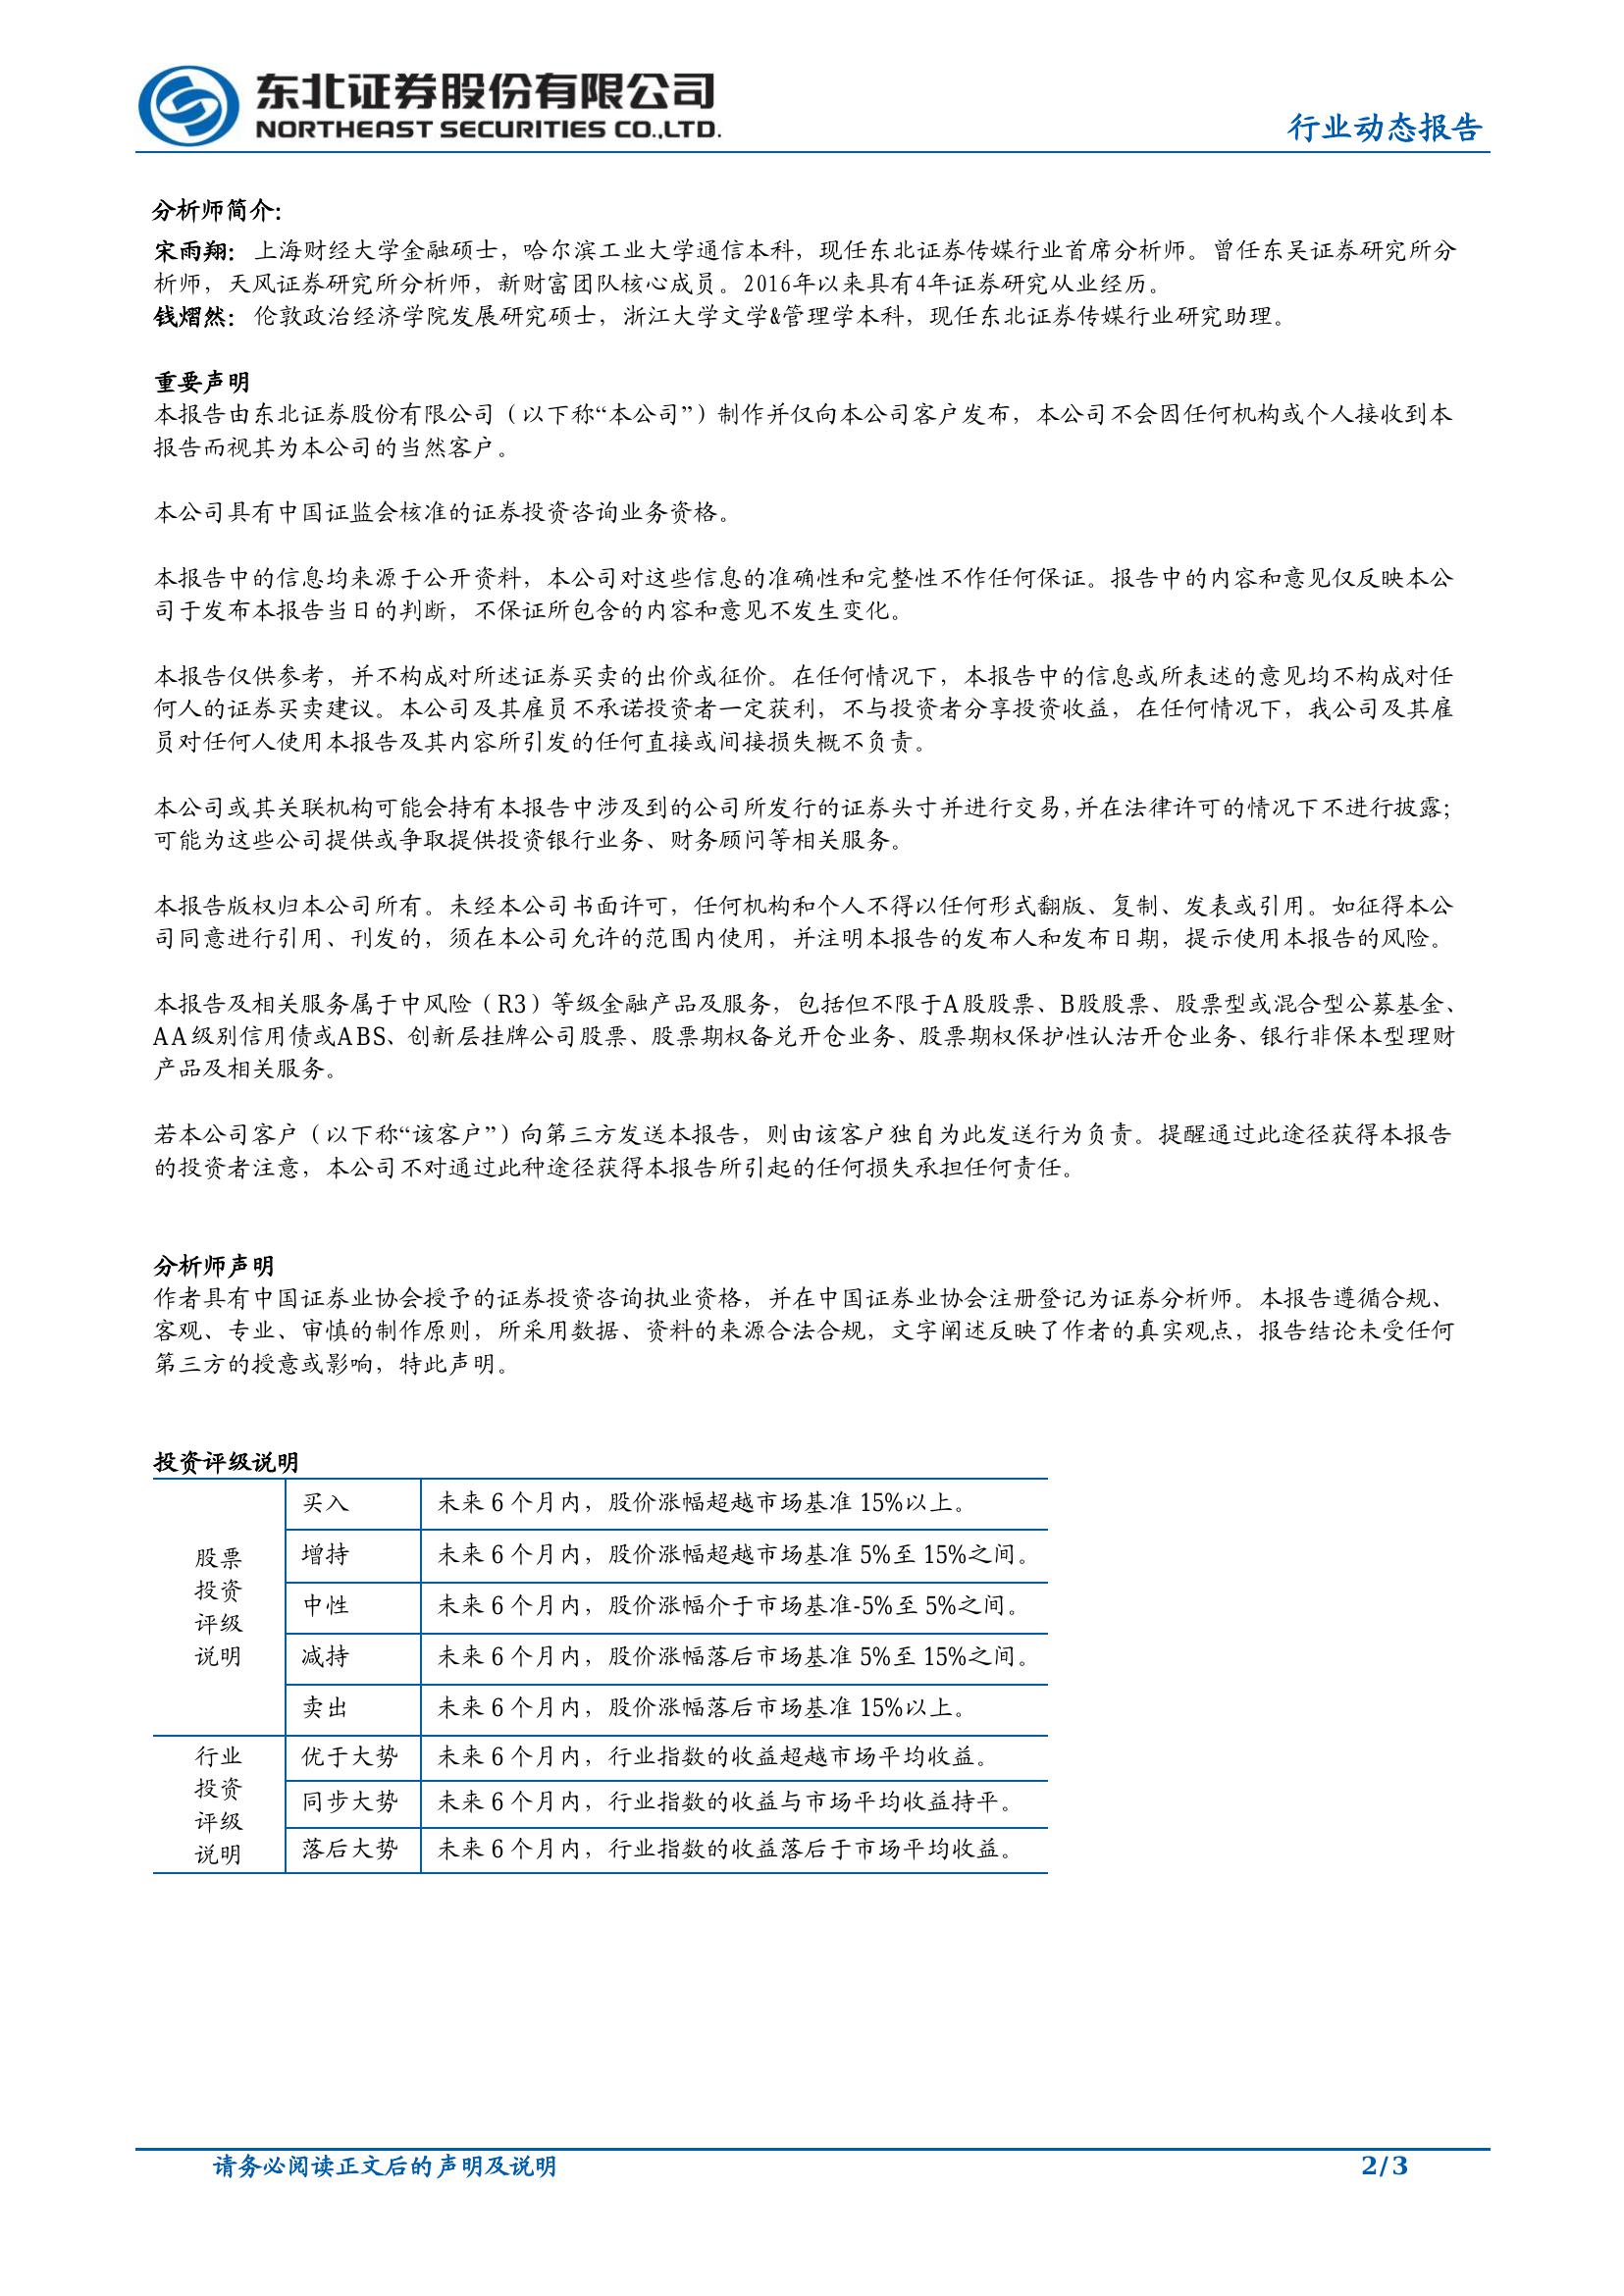 东北证券股份有限公司
NORTHEAST SECURITIES CO.,LTD.
行业动态报告
分析师简介：
宋雨翔：上海财经大学金融硕士，哈尔滨工业大学通信本科，现任东北证券传媒行业首席分析师。曾任东吴证券研究所分
析师，天风证券研究所分析师，新财富团队核心成员。2016年以来具有4年证券研究从业经历。
钱熠然：伦敦政治经济学院发展研究硕士，浙江大学文学&管理学本科，现任东北证券传媒行业研究助理。
重要声明
本报告由东北证券股份有限公司（以下称“本公司”）制作并仅向本公司客户发布，本公司不会因任何机构或个人接收到本
报告而视其为本公司的当然客户。
本公司具有中国证监会核准的证券投资咨询业务资格。
本报告中的信息均来源于公开资料，本公司对这些信息的准确性和完整性不作任何保证。报告中的内容和意见仅反映本公
司于发布本报告当日的判断，不保证所包含的内容和意见不发生变化。
本报告仅供参考，并不构成对所述证券买卖的出价或征价。在任何情况下，本报告中的信息或所表述的意见均不构成对任
何人的证券买卖建议。本公司及其雇员不承诺投资者一定获利，不与投资者分享投资收益，在任何情况下，我公司及其雇
员对任何人使用本报告及其内容所引发的任何直接或间接损失概不负责。
本公司或其关联机构可能会持有本报告中涉及到的公司所发行的证券头寸并进行交易，并在法律许可的情况下不进行披露；
可能为这些公司提供或争取提供投资银行业务、财务顾问等相关服务。
本报告版权归本公司所有。未经本公司书面许可，任何机构和个人不得以任何形式翻版、复制、发表或引用。如征得本公
司同意进行引用、刊发的，须在本公司允许的范围内使用，并注明本报告的发布人和发布日期，提示使用本报告的风险。
本报告及相关服务属于中风险（R3）等级金融产品及服务，包括但不限于A股股票、B股股票、股票型或混合型公募基金、
AA级别信用债或ABS、创新层挂牌公司股票、股票期权备兑开仓业务、股票期权保护性认沽开仓业务、银行非保本型理财
产品及相关服务。
若本公司客户（以下称“该客户”）向第三方发送本报告，则由该客户独自为此发送行为负责。提醒通过此途径获得本报告
的投资者注意，本公司不对通过此种途径获得本报告所引起的任何损失承担任何责任。
分析师声明
作者具有中国证券业协会授予的证券投资咨询执业资格，并在中国证券业协会注册登记为证券分析师。本报告遵循合规、
客观、专业、审慎的制作原则，所采用数据、资料的来源合法合规，文字阐述反映了作者的真实观点，报告结论未受任何
第三方的授意或影响，特此声明。
投资评级说明
股票
投资
评级
说明
买入 未来 6 个月内，股价涨幅超越市场基准 15%以上。
增持 未来 6 个月内，股价涨幅超越市场基准 5%至 15%之间。
中性 未来 6 个月内，股价涨幅介于市场基准-5%至 5%之间。
减持 未来 6 个月内，股价涨幅落后市场基准 5%至 15%之间。
卖出 未来 6 个月内，股价涨幅落后市场基准 15%以上。
行业
投资
评级
说明
优于大势 未来 6 个月内，行业指数的收益超越市场平均收益。
同步大势 未来 6 个月内，行业指数的收益与市场平均收益持平。
落后大势 未来 6 个月内，行业指数的收益落后于市场平均收益。
请务必阅读正文后的声明及说明
2/3